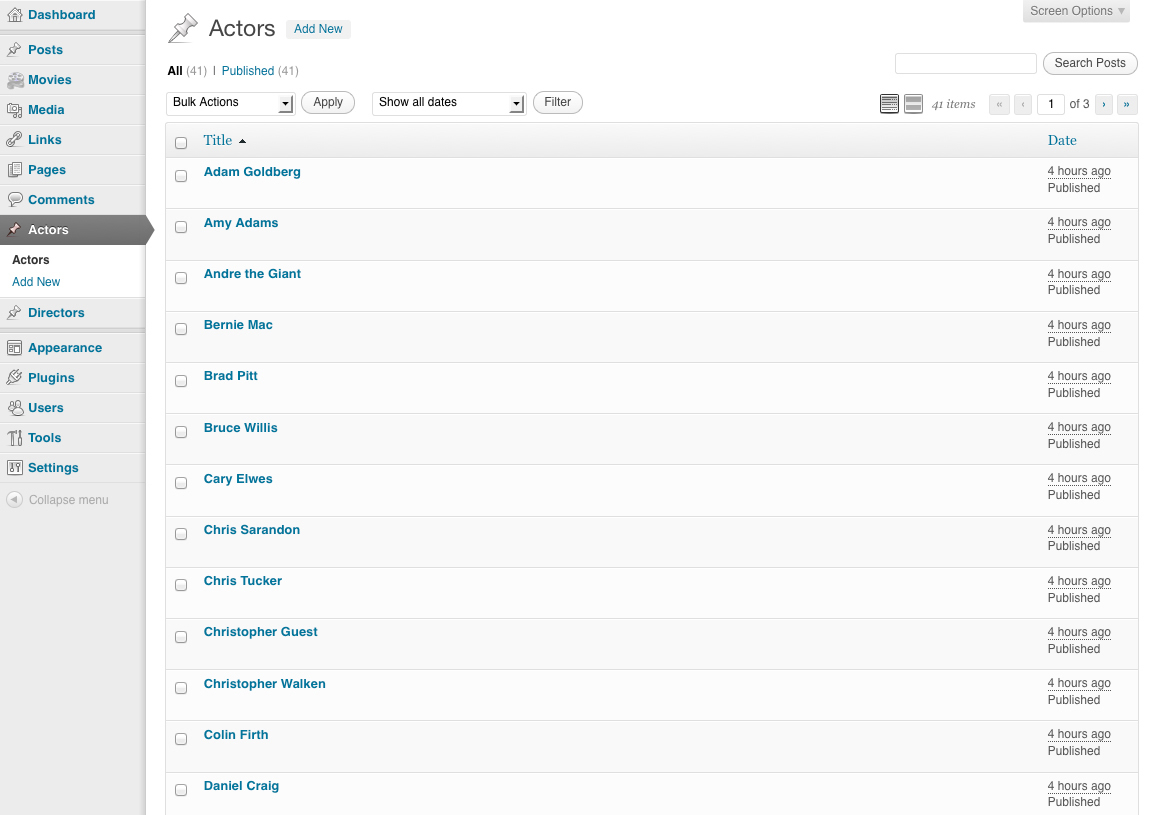 Dashboard
Posts
Movies
Media
Links
Pages
Comments
Actors
Actors
Add New
Directors
Appearance
Plugins
Users
Tools
Settings
Collapse menu
Screen Options ▼
Actors Add New
All (41) | Published (41)
Search Posts
Bulk Actions Apply Show all dates Filter
41 items « ‹ 1 of 3 › »
Title Date
Adam Goldberg 4 hours ago
Published
Amy Adams 4 hours ago
Published
Andre the Giant 4 hours ago
Published
Bernie Mac 4 hours ago
Published
Brad Pitt 4 hours ago
Published
Bruce Willis 4 hours ago
Published
Cary Elwes 4 hours ago
Published
Chris Sarandon 4 hours ago
Published
Chris Tucker 4 hours ago
Published
Christopher Guest 4 hours ago
Published
Christopher Walken 4 hours ago
Published
Colin Firth 4 hours ago
Published
Daniel Craig 4 hours ago
Published